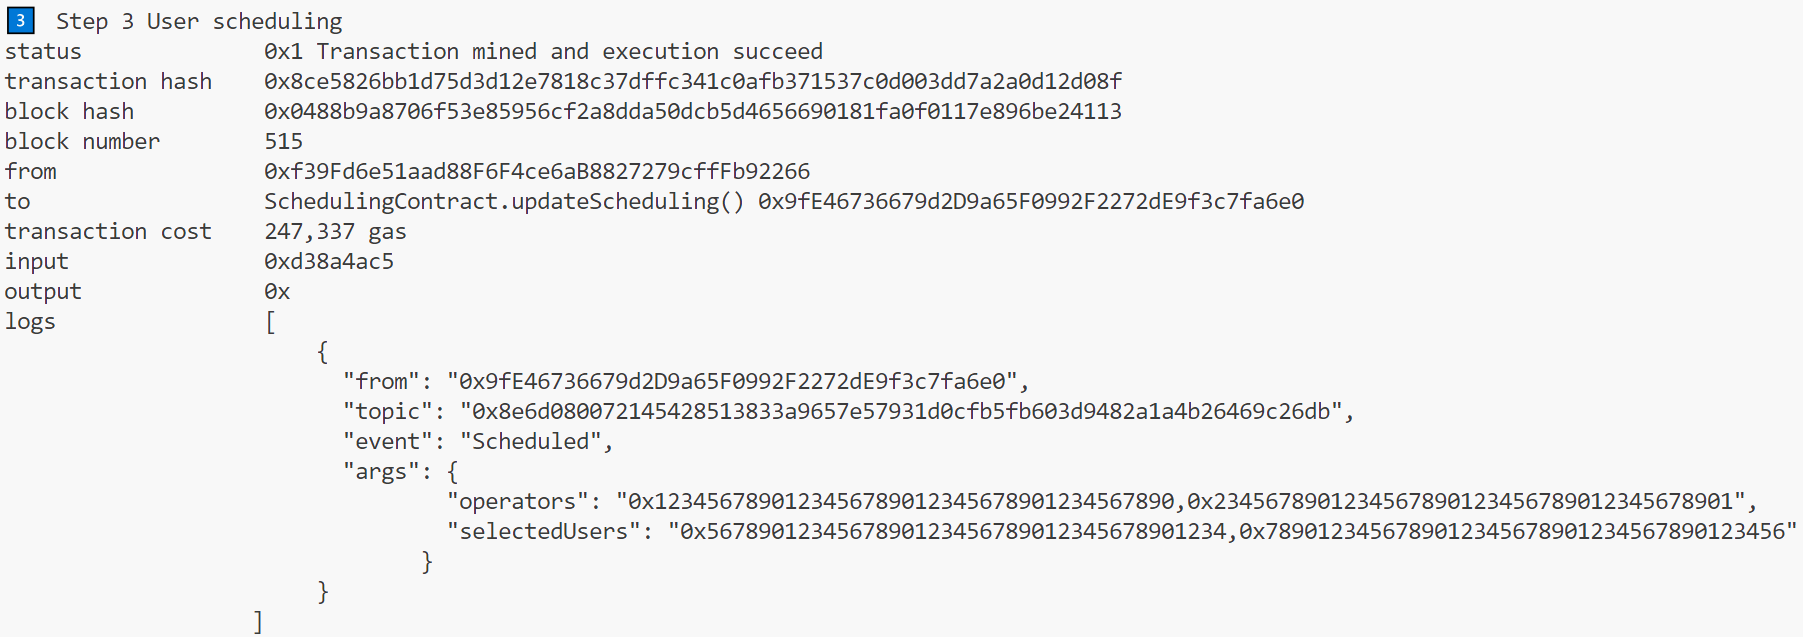 3 Step 3 User scheduling
status 0x1 Transaction mined and execution succeed
transaction hash 0x8ce5826bb1d75d3d12e7818c37dffc341c0afb371537c0d003dd7a2a0d12d08f
block hash 0x0488b9a8706f53e85956cf2a8dda50dcb5d4656690181fa0f0117e896be24113
block number 515
from 0xf39Fd6e51aad88F6F4ce6aB8827279cffFb92266
to SchedulingContract.updateScheduling() 0x9fE46736679d2D9a65F0992F2272dE9f3c7fa6e0
transaction cost 247,337 gas
input 0xd38a4ac5
output 0x
logs [
{
"from": "0x9fE46736679d2D9a65F0992F2272dE9f3c7fa6e0",
"topic": "0x8e6d080072145428513833a9657e57931d0cfb5fb603d9482a1a4b26469c26db",
"event": "Scheduled",
"args": {
"operators": "0x1234567890123456789012345678901234567890,0x2345678901234567890123456789012345678901",
"selectedUsers": "0x5678901234567890123456789012345678901234,0x7890123456789012345678901234567890123456"
}
}
]